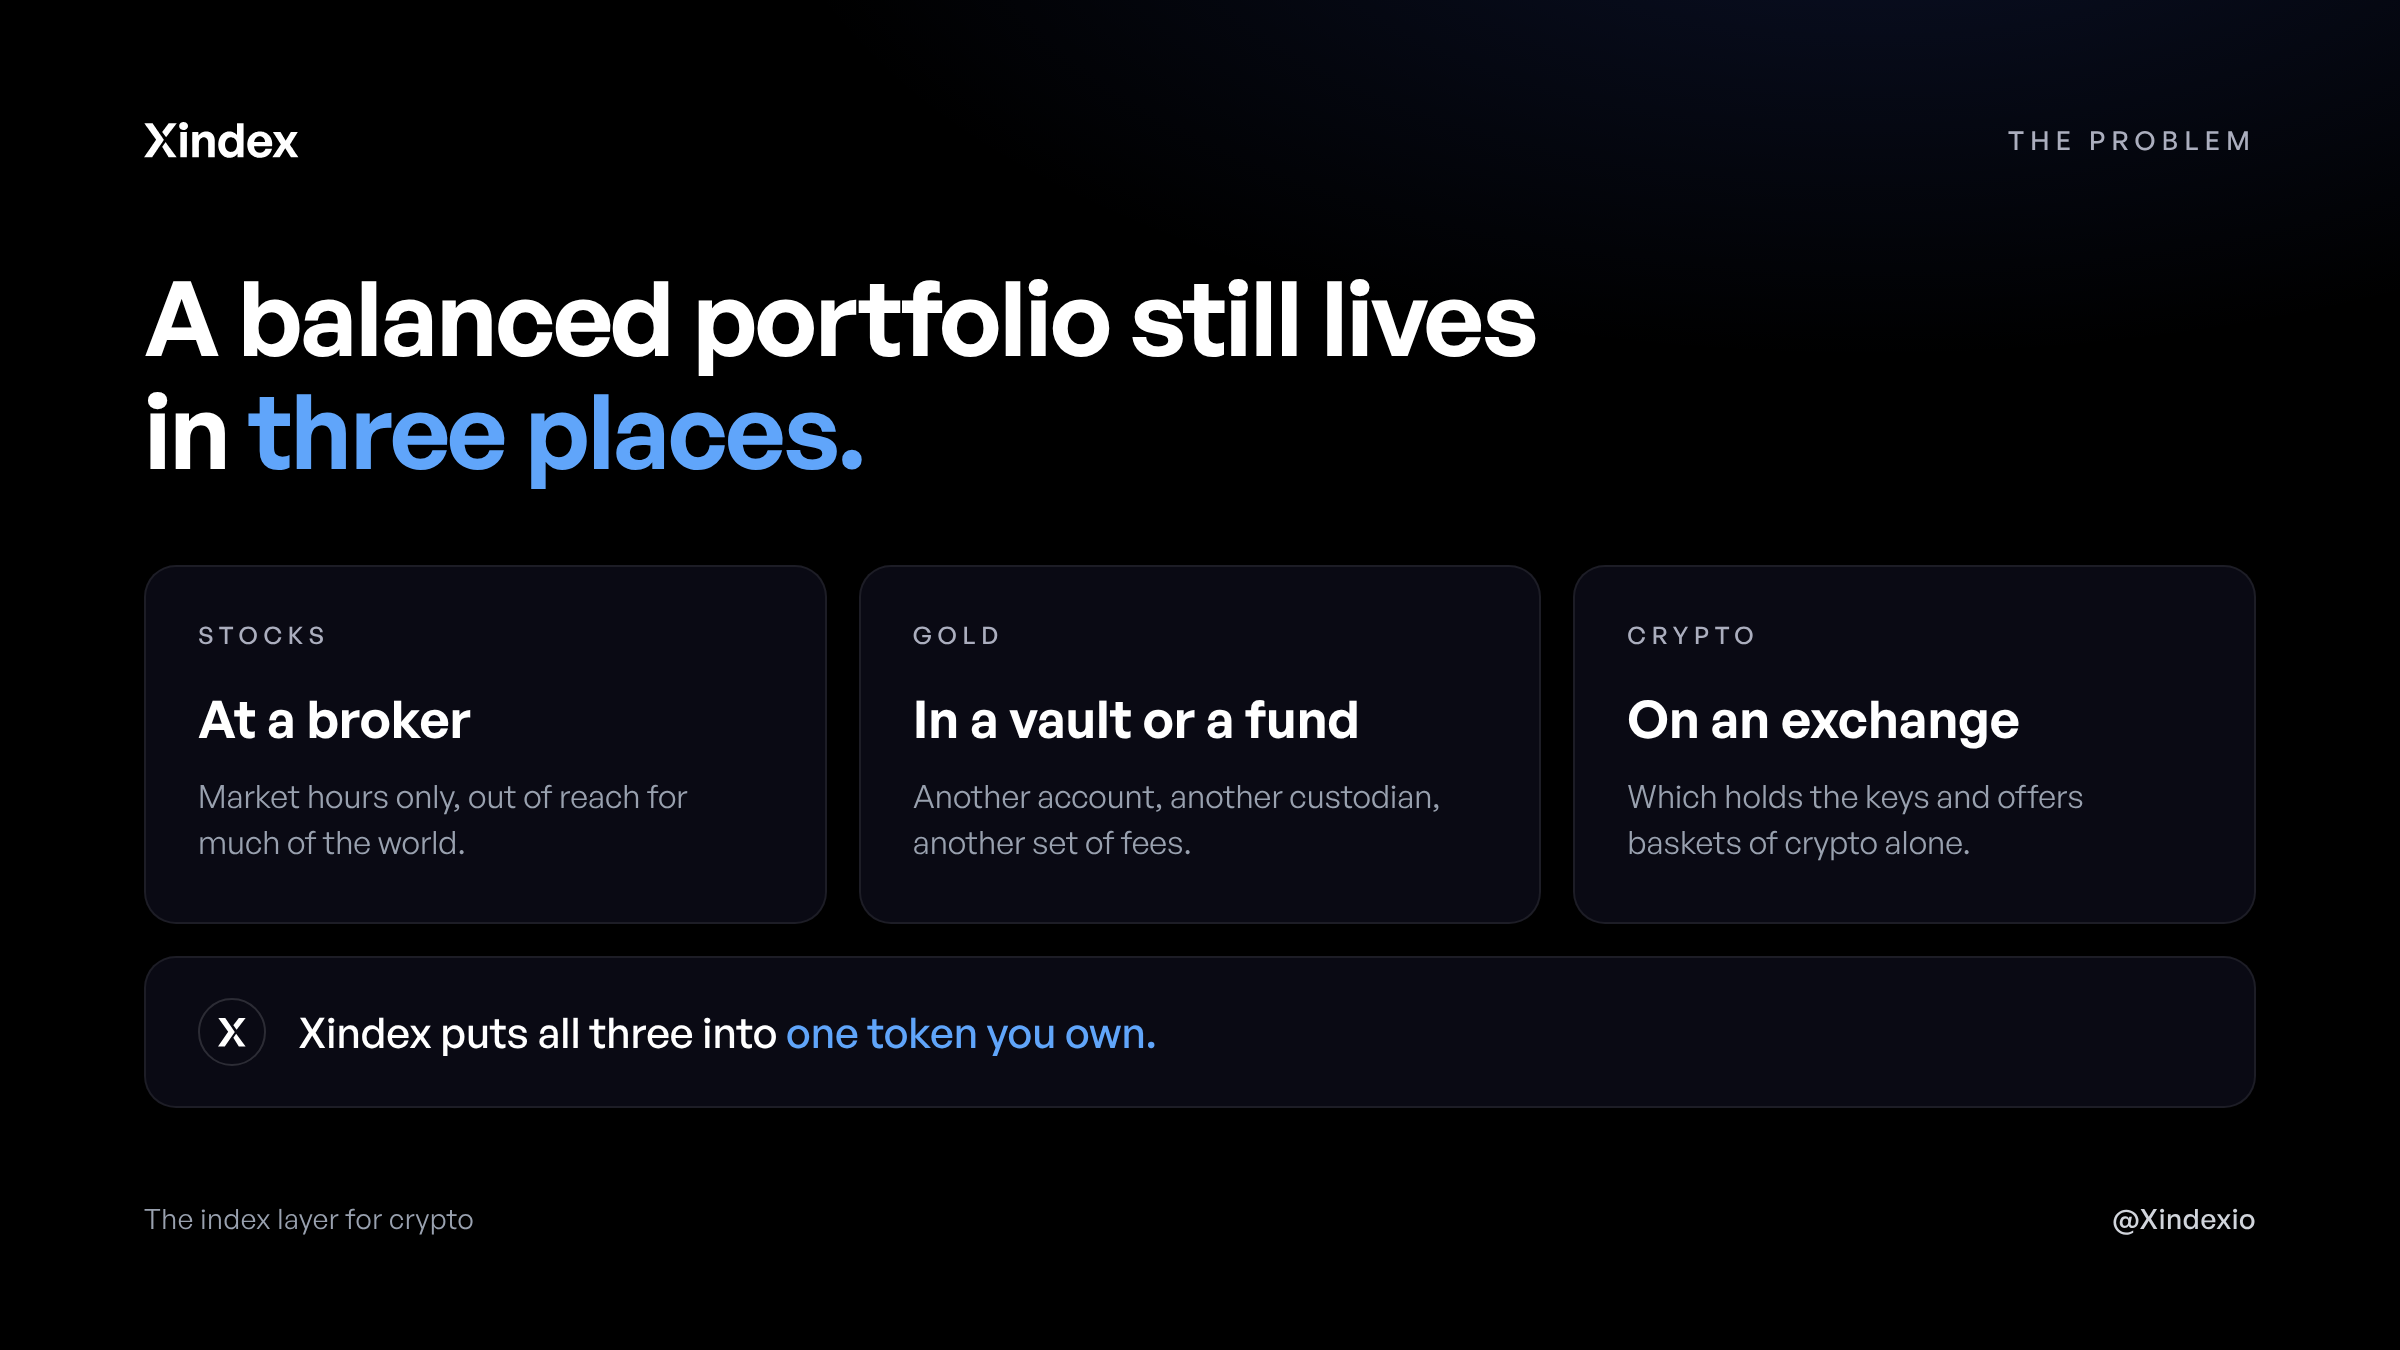 Xindex
THE PROBLEM
A balanced portfolio still lives
in three places.
STOCKS
At a broker
Market hours only, out of reach for
much of the world.
GOLD
In a vault or a fund
Another account, another custodian,
another set of fees.
CRYPTO
On an exchange
Which holds the keys and offers
baskets of crypto alone.
X
Xindex puts all three into one token you own.
The index layer for crypto
@Xindexio